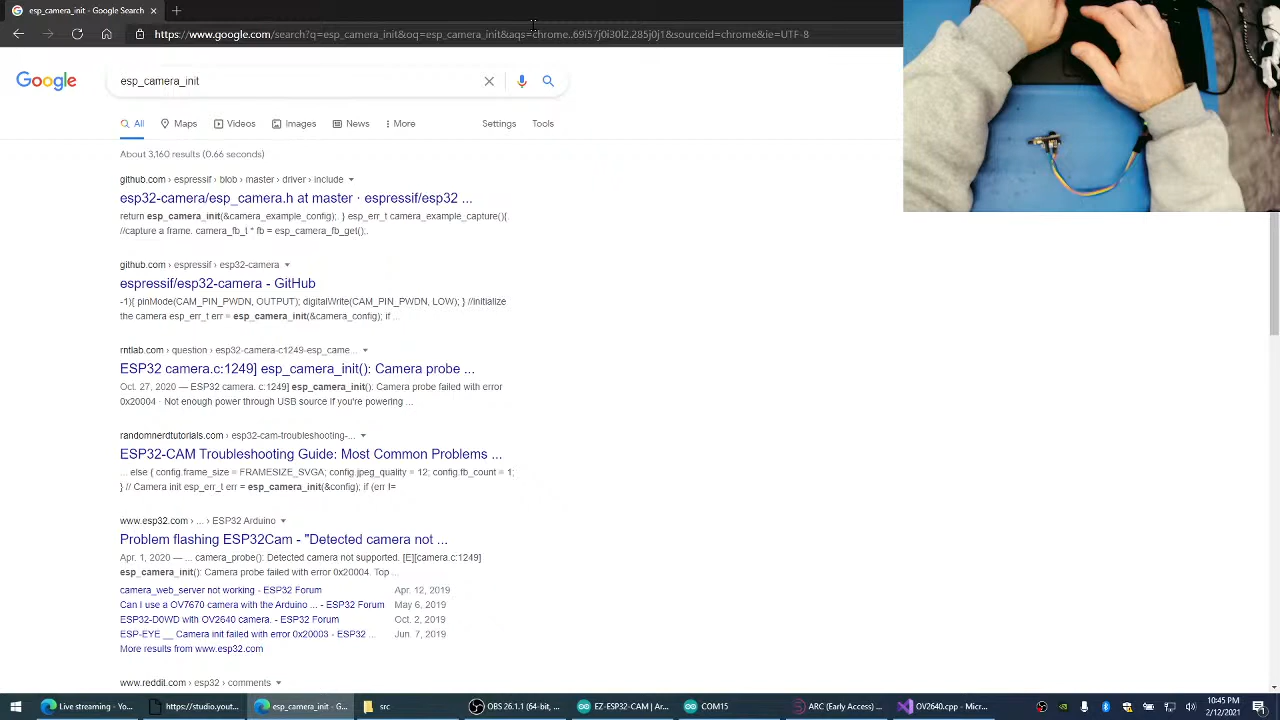 esp_camera_init - Google Search
https://www.google.com/search?q=esp_camera_init&oq=esp_camera_init&aqs=chrome..69i57j0i30l2.285j0j1&sourceid=chrome&ie=UTF-8
Google
esp_camera_init
All
Maps
Videos
Images
News
More
Settings
Tools
About 3,160 results (0.66 seconds)
github.com › espressif › blob › master › driver › include
esp32-camera/esp_camera.h at master · espressif/esp32 ...
return esp_camera_init(&camera_example_config); } esp_err_t camera_example_capture(){
//capture a frame. camera_fb_t * fb = esp_camera_fb_get();.
github.com › espressif › esp32-camera
espressif/esp32-camera - GitHub
-1){ pinMode(CAM_PIN_PWDN, OUTPUT); digitalWrite(CAM_PIN_PWDN, LOW); } //initialize
the camera esp_err_t err = esp_camera_init(&camera_config); if ...
rntlab.com › question › esp32-camera-c1249-esp_came...
ESP32 camera.c:1249] esp_camera_init(): Camera probe ...
Oct. 27, 2020 — ESP32 camera. c:1249] esp_camera_init(): Camera probe failed with error
0x20004 · Not enough power through USB source if you're powering ...
randomnerdtutorials.com › esp32-cam-troubleshooting-...
ESP32-CAM Troubleshooting Guide: Most Common Problems ...
... else { config.frame_size = FRAMESIZE_SVGA; config.jpeg_quality = 12; config.fb_count = 1;
} // Camera init esp_err_t err = esp_camera_init(&config); if (err !=
www.esp32.com › ... › ESP32 Arduino
Problem flashing ESP32Cam - "Detected camera not ...
Apr. 1, 2020 — ... camera_probe(): Detected camera not supported. [E][camera.c:1249]
esp_camera_init(): Camera probe failed with error 0x20004. Top ...
camera_web_server not working - ESP32 Forum Apr. 12, 2019
Can I use a OV7670 camera with the Arduino ... - ESP32 Forum May 6, 2019
ESP32-D0WD with OV2640 camera. - ESP32 Forum Oct. 2, 2019
ESP-EYE __ Camera init failed with error 0x20003 - ESP32 ... Jun. 7, 2019
More results from www.esp32.com
www.reddit.com › esp32 › comments
Live streaming - Yo...
https://studio.yout...
esp_camera_init - G...
src
OBS 26.1.1 (64-bit, ...
EZ-ESP32-CAM | Ar...
COM15
ARC (Early Access) ...
OV2640.cpp - Micr...
10:45 PM
2/12/2021